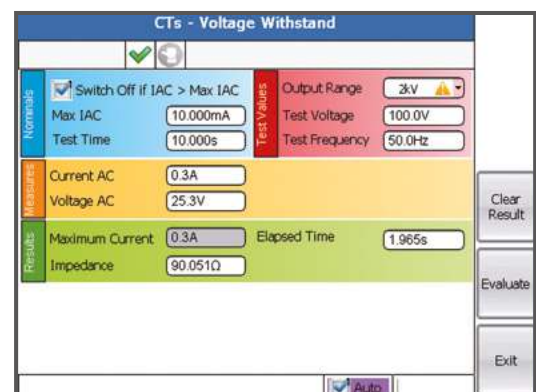 CTs - Voltage Withstand
Nominals
Switch Off if IAC > Max IAC
Max IAC 10.000mA
Test Time 10.000s
Test Values
Output Range 2kV
Test Voltage 100.0V
Test Frequency 50.0Hz
Measures
Current AC 0.3A
Voltage AC 25.3V
Results
Maximum Current 0.3A Elapsed Time 1.965s
Impedance 90.051Ω
Clear
Result
Evaluate
Exit
Auto